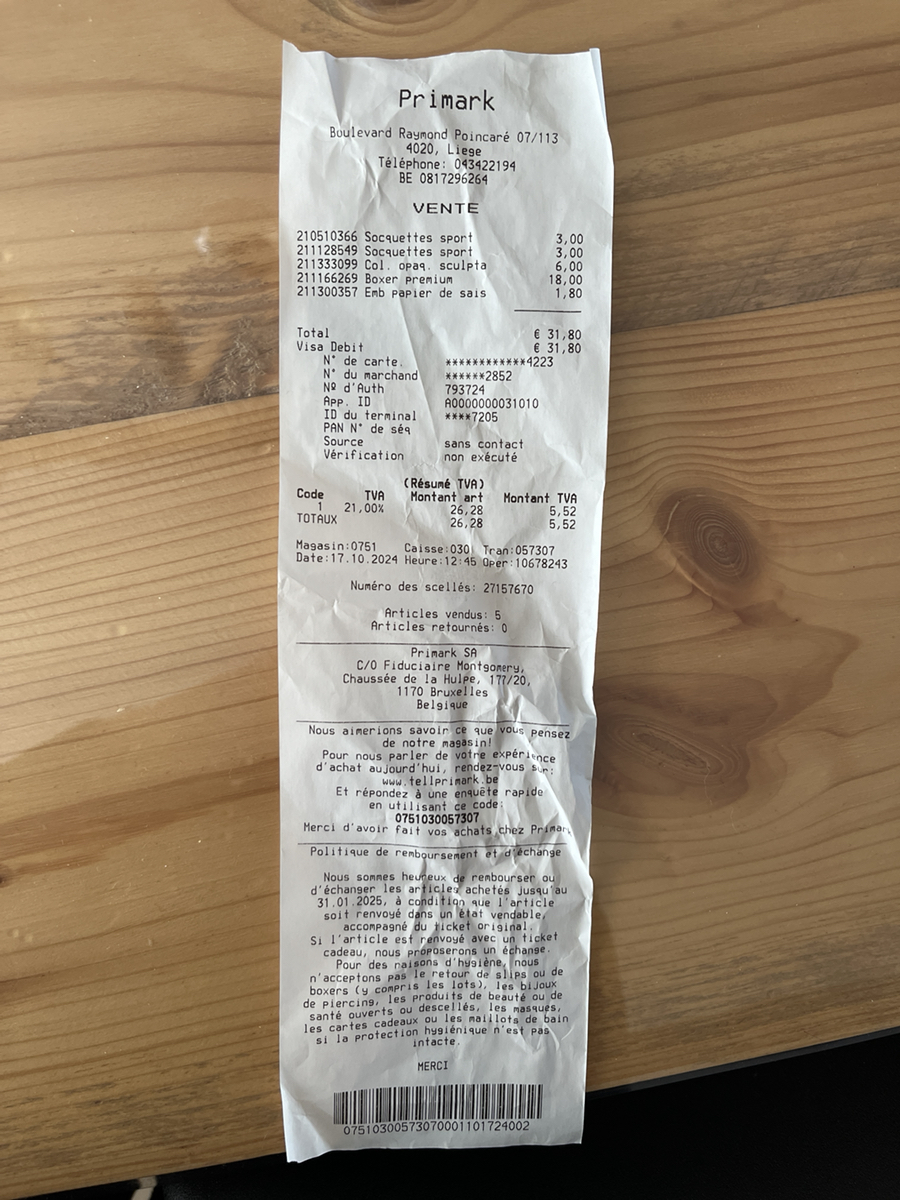 Primark
Boulevard Raymond Poincaré 07/113
4020, Liege
Téléphone: 043422194
BE 0817296264
VENTE
210510366 Socquettes sport 3,00
211128549 Socquettes sport 3,00
211333099 Col. opaq. sculpta 6,00
211166269 Boxer premium 18,00
211300357 Emb papier de sais 1,80
Total € 31,80
Visa Debit € 31,80
N° de carte. ************4223
N° du marchand ******2852
Nº d'Auth 793724
App. ID A0000000031010
ID du terminal ****7205
PAN N° de séq
Source sans contact
Vérification non exécuté
(Résumé TVA)
Code TVA Montant art Montant TVA
1 21,00% 26,28 5,52
TOTAUX 26,28 5,52
Magasin:0751 Caisse:030 Tran:057307
Date:17.10.2024 Heure:12:45 Oper:10678243
Numéro des scellés: 27157670
Articles vendus: 5
Articles retournés: 0
Primark SA
C/O Fiduciaire Montgomery,
Chaussée de la Hulpe, 177/20,
1170 Bruxelles
Belgique
Nous aimerions savoir ce que vous pensez
de notre magasin!
Pour nous parler de votre expérience
d'achat aujourd'hui, rendez-vous sur:
www.tellprimark.be
Et répondez à une enquête rapide
en utilisant ce code:
0751030057307
Merci d'avoir fait vos achats chez Primark
Politique de remboursement et d'échange
Nous sommes heureux de rembourser ou
d'échanger les articles achetés jusqu'au
31.01.2025, à condition que l'article
soit renvoyé dans un état vendable,
accompagné du ticket original.
Si l'article est renvoyé avec un ticket
cadeau, nous proposerons un échange.
Pour des raisons d'hygiène, nous
n'acceptons pas le retour de slips ou de
boxers (y compris les lots), les bijoux
de piercing, les produits de beauté ou de
santé ouverts ou descellés, les masques,
les cartes cadeaux ou les maillots de bain
si la protection hygiénique n'est pas
intacte.
MERCI
07510300573070001101724002